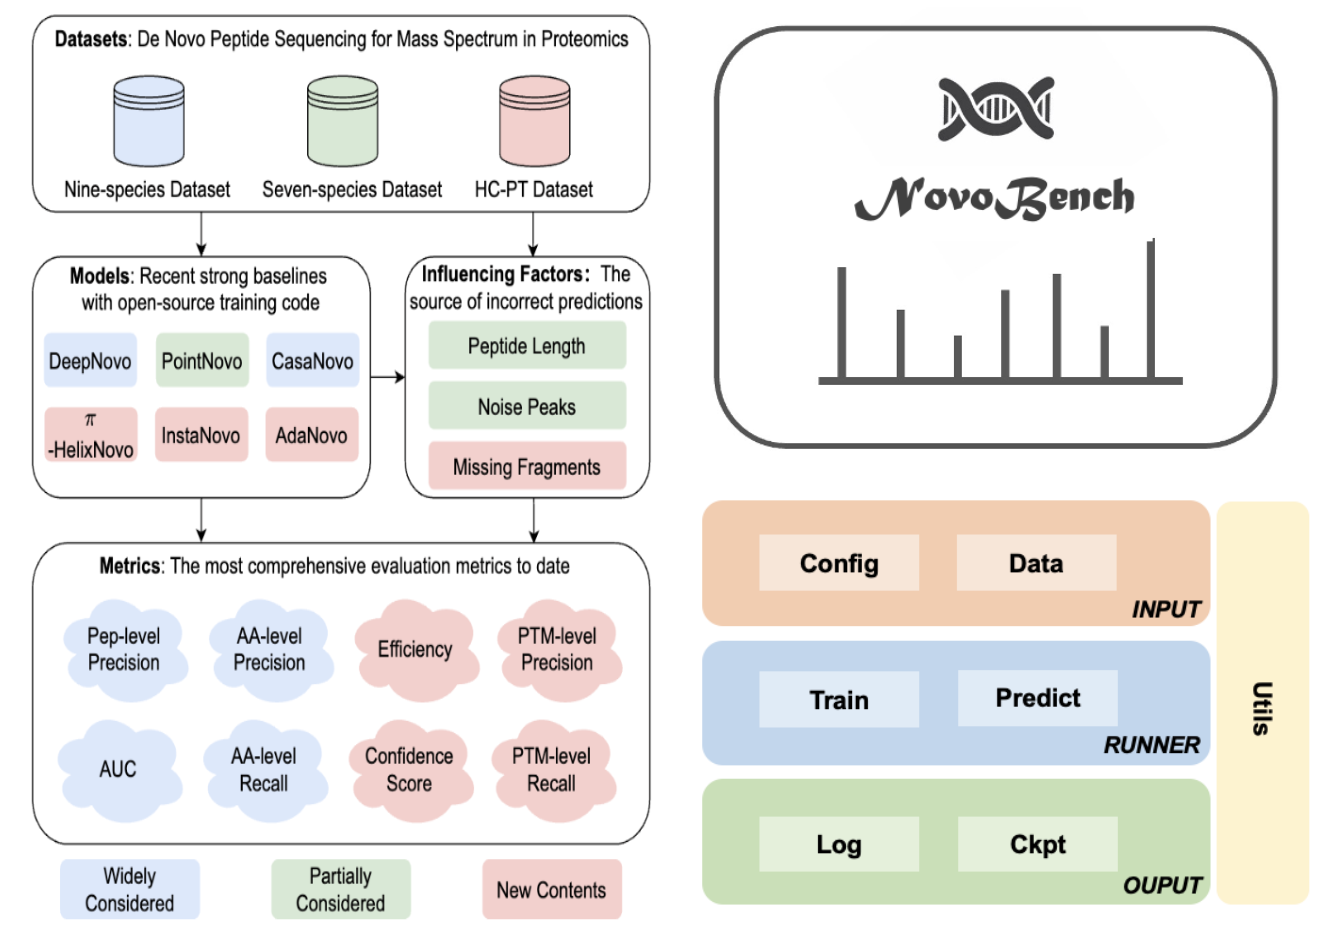 Datasets: De Novo Peptide Sequencing for Mass Spectrum in Proteomics
Nine-species Dataset
Seven-species Dataset
HC-PT Dataset
Models: Recent strong baselines
with open-source training code
DeepNovo
PointNovo
CasaNovo
π
-HelixNovo
InstaNovo
AdaNovo
Influencing Factors: The
source of incorrect predictions
Peptide Length
Noise Peaks
Missing Fragments
Metrics: The most comprehensive evaluation metrics to date
Pep-level
Precision
AA-level
Precision
Efficiency
PTM-level
Precision
AUC
AA-level
Recall
Confidence
Score
PTM-level
Recall
Widely
Considered
Partially
Considered
New Contents
NovoBench
Config
Data
INPUT
Train
Predict
RUNNER
Log
Ckpt
OUPUT
Utils